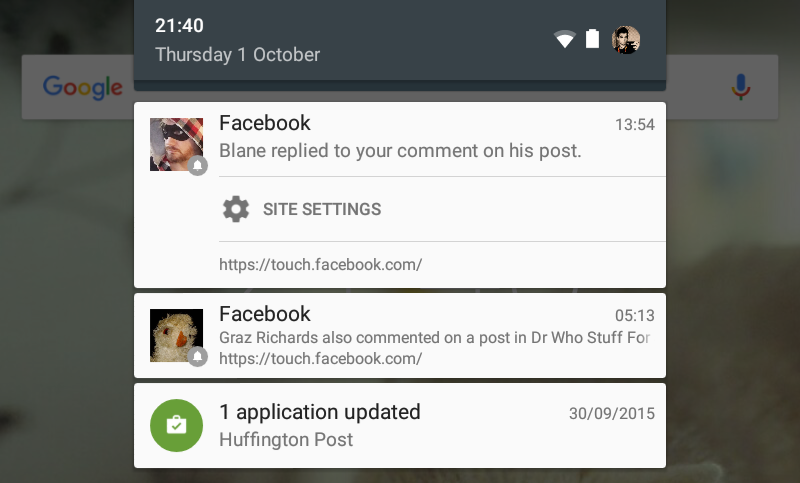 21:40
Thursday 1 October
Google
Facebook 13:54
Blane replied to your comment on his post.
SITE SETTINGS
https://touch.facebook.com/
Facebook 05:13
Graz Richards also commented on a post in Dr Who Stuff For
https://touch.facebook.com/
1 application updated 30/09/2015
Huffington Post